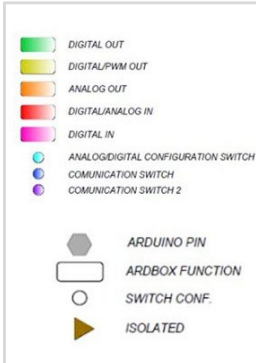 DIGITAL OUT
DIGITAL/PWM OUT
ANALOG OUT
DIGITAL/ANALOG IN
DIGITAL IN
ANALOG/DIGITAL CONFIGURATION SWITCH
COMUNICATION SWITCH
COMUNICATION SWITCH 2
ARDUINO PIN
ARDBOX FUNCTION
SWITCH CONF.
ISOLATED